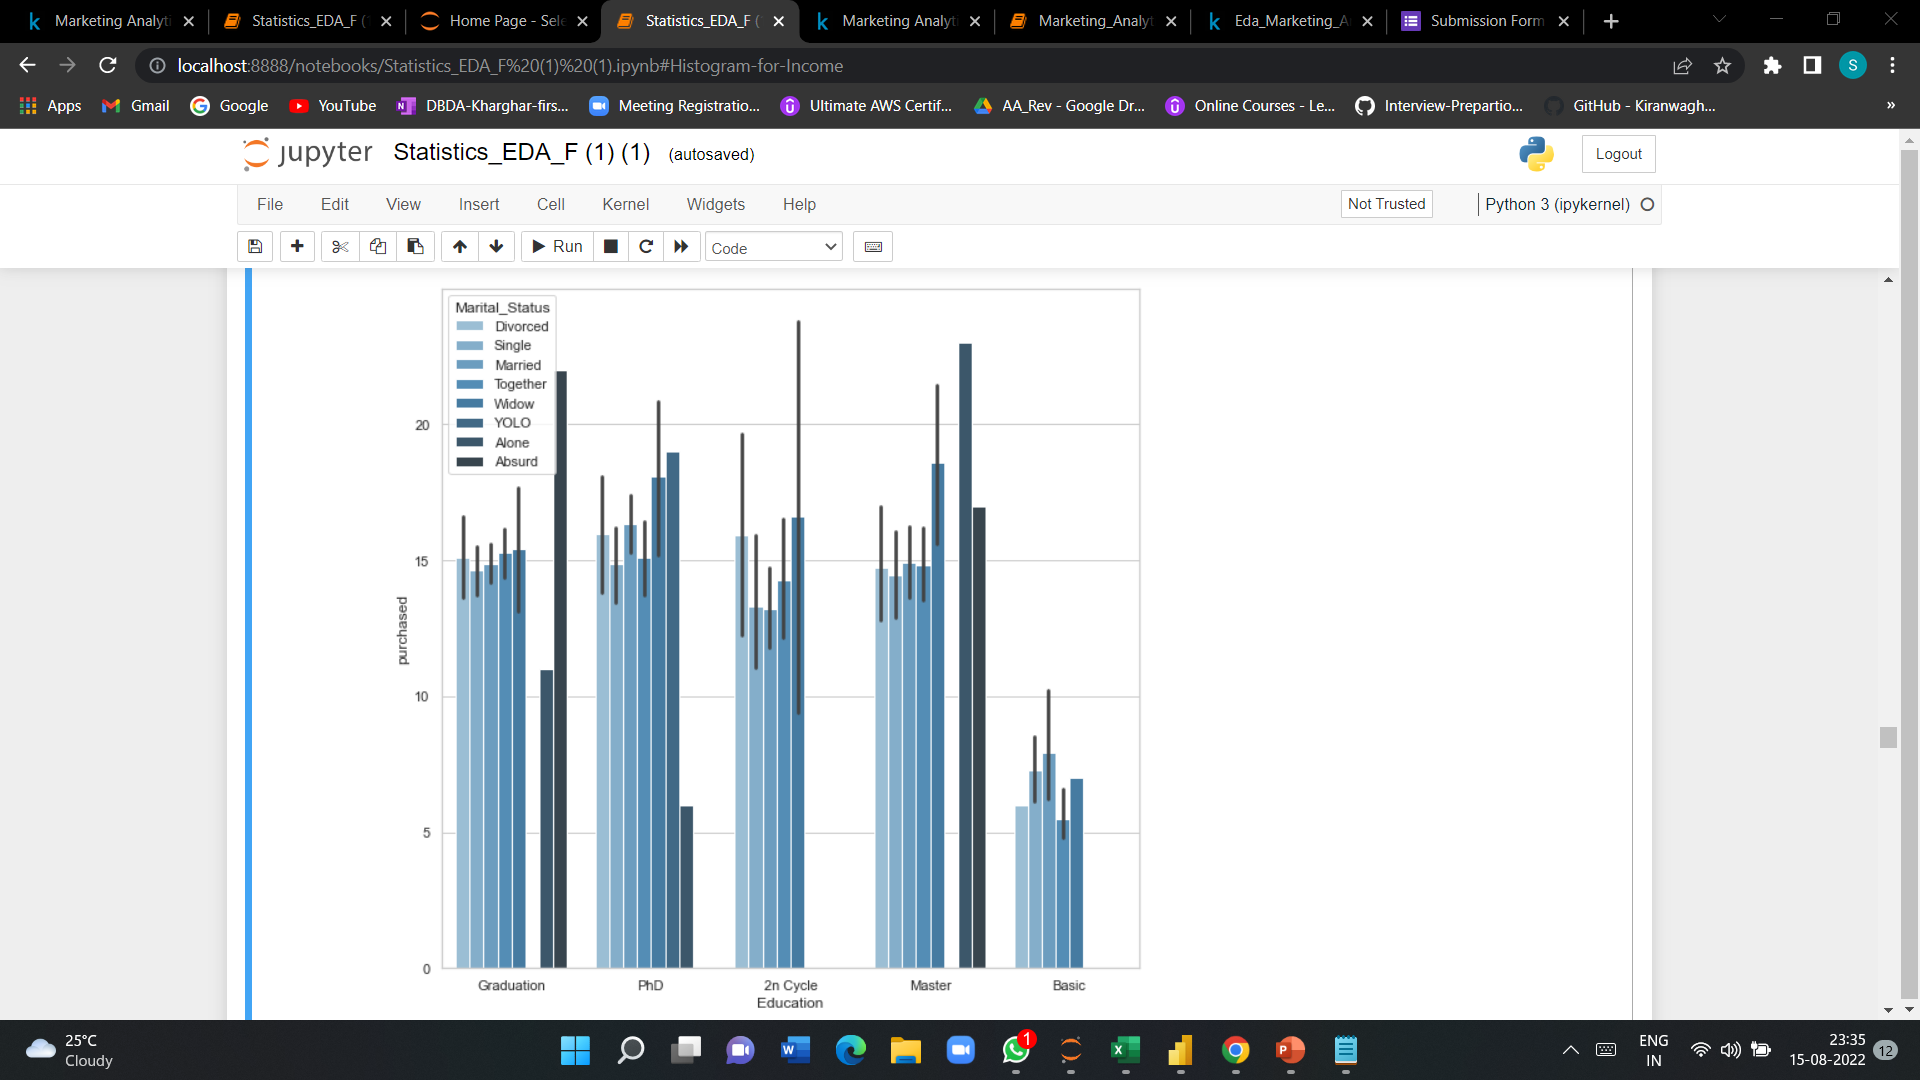 Marketing Analyti
Statistics_EDA_F (
Home Page - Sele
Statistics_EDA_F (
Marketing Analyti
Marketing_Analyt
Eda_Marketing_A
Submission Form
localhost:8888/notebooks/Statistics_EDA_F%20(1)%20(1).ipynb#Histogram-for-Income
S
Apps
Gmail
Google
YouTube
DBDA-Kharghar-firs...
Meeting Registratio...
Ultimate AWS Certif...
AA_Rev - Google Dr...
Online Courses - Le...
Interview-Prepartio...
GitHub - Kiranwagh...
»
jupyter Statistics_EDA_F (1) (1) (autosaved)
Logout
File Edit View Insert Cell Kernel Widgets Help
Not Trusted
Python 3 (ipykernel)
Run
Code
Marital_Status
Divorced
Single
Married
Together
Widow
YOLO
Alone
Absurd
20
15
10
5
0
purchased
Graduation PhD 2n Cycle Master Basic
Education
25°C
Cloudy
1
ENG
IN
23:35
15-08-2022
12